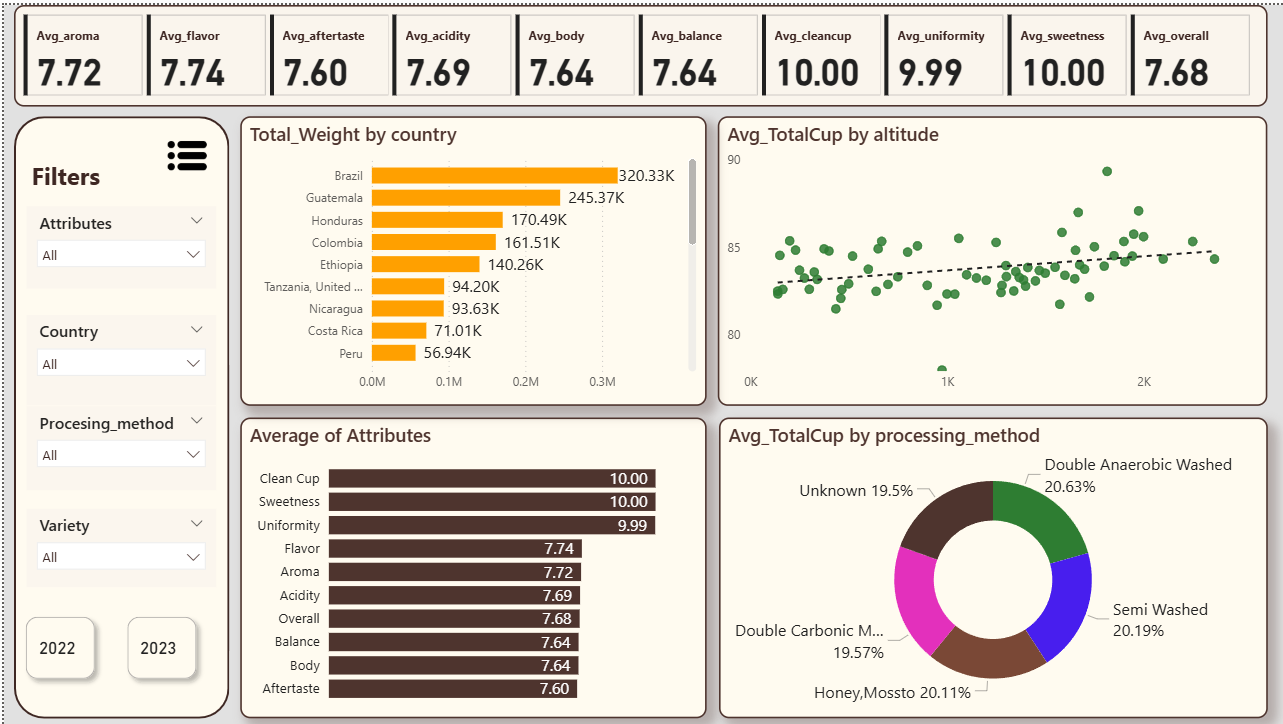 Avg_aroma
7.72
Avg_flavor
7.74
Avg_aftertaste
7.60
Avg_acidity
7.69
Avg_body
7.64
Avg_balance
7.64
Avg_cleancup
10.00
Avg_uniformity
9.99
Avg_sweetness
10.00
Avg_overall
7.68
Filters
Attributes
All
Country
All
Procesing_method
All
Variety
All
2022
2023
Total_Weight by country
Brazil 320.33K
Guatemala 245.37K
Honduras 170.49K
Colombia 161.51K
Ethiopia 140.26K
Tanzania, United ... 94.20K
Nicaragua 93.63K
Costa Rica 71.01K
Peru 56.94K
0.0M 0.1M 0.2M 0.3M
Avg_TotalCup by altitude
90
85
80
0K 1K 2K
Average of Attributes
Clean Cup 10.00
Sweetness 10.00
Uniformity 9.99
Flavor 7.74
Aroma 7.72
Acidity 7.69
Overall 7.68
Balance 7.64
Body 7.64
Aftertaste 7.60
Avg_TotalCup by processing_method
Double Anaerobic Washed
20.63%
Unknown 19.5%
Semi Washed
20.19%
Double Carbonic M...
19.57%
Honey,Mossto 20.11%